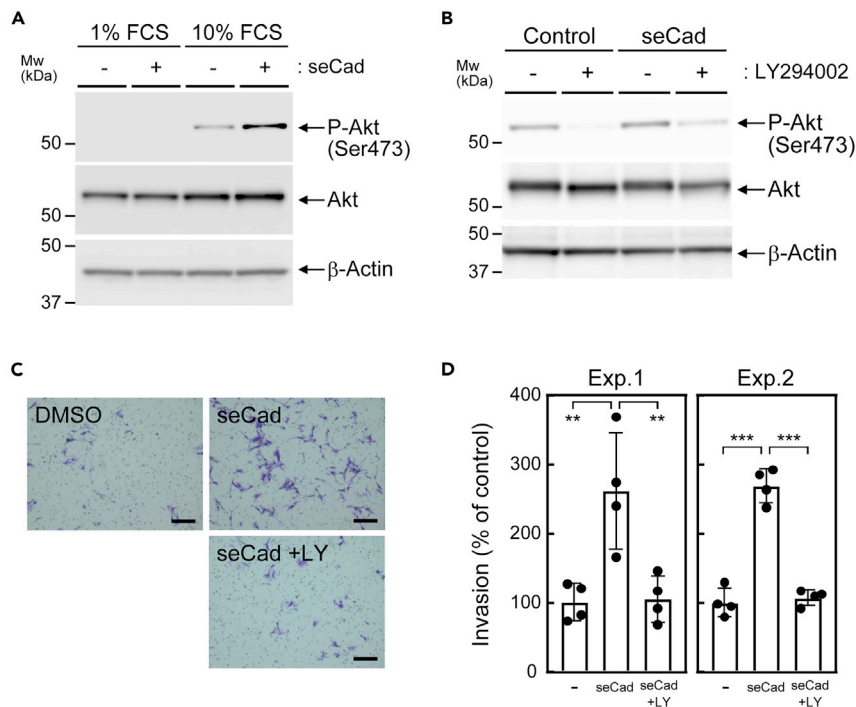 A
1% FCS 10% FCS
Mw
(kDa)
- + - + : seCad
50
P-Akt
(Ser473)
50
Akt
50
β-Actin
37
B
Control seCad
Mw
(kDa)
- + - + : LY294002
50
P-Akt
(Ser473)
50
Akt
50
β-Actin
37
C
DMSO
seCad
seCad +LY
D
Exp.1 Exp.2
Invasion (% of control)
400
300
200
100
0
** **
*** ***
- seCad seCad
+LY
- seCad seCad
+LY